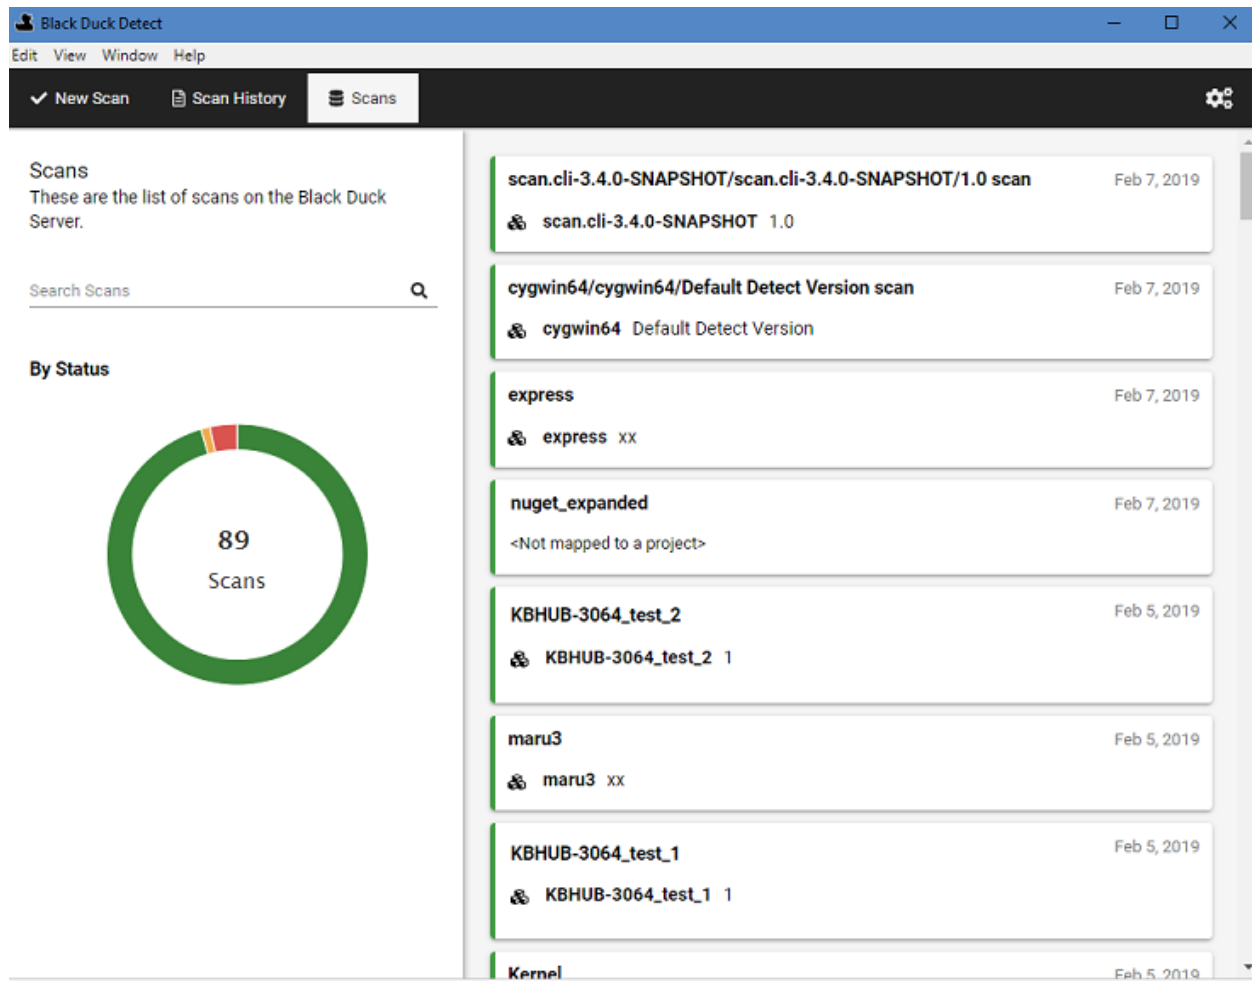 Black Duck Detect
Edit View Window Help
New Scan Scan History Scans
Scans
These are the list of scans on the Black Duck
Server.
Search Scans
By Status
89
Scans
scan.cli-3.4.0-SNAPSHOT/scan.cli-3.4.0-SNAPSHOT/1.0 scan Feb 7, 2019
scan.cli-3.4.0-SNAPSHOT 1.0
cygwin64/cygwin64/Default Detect Version scan Feb 7, 2019
cygwin64 Default Detect Version
express Feb 7, 2019
express xx
nuget_expanded Feb 7, 2019
<Not mapped to a project>
KBHUB-3064_test_2 Feb 5, 2019
KBHUB-3064_test_2 1
maru3 Feb 5, 2019
maru3 xx
KBHUB-3064_test_1 Feb 5, 2019
KBHUB-3064_test_1 1
Kernel Feb 5, 2019